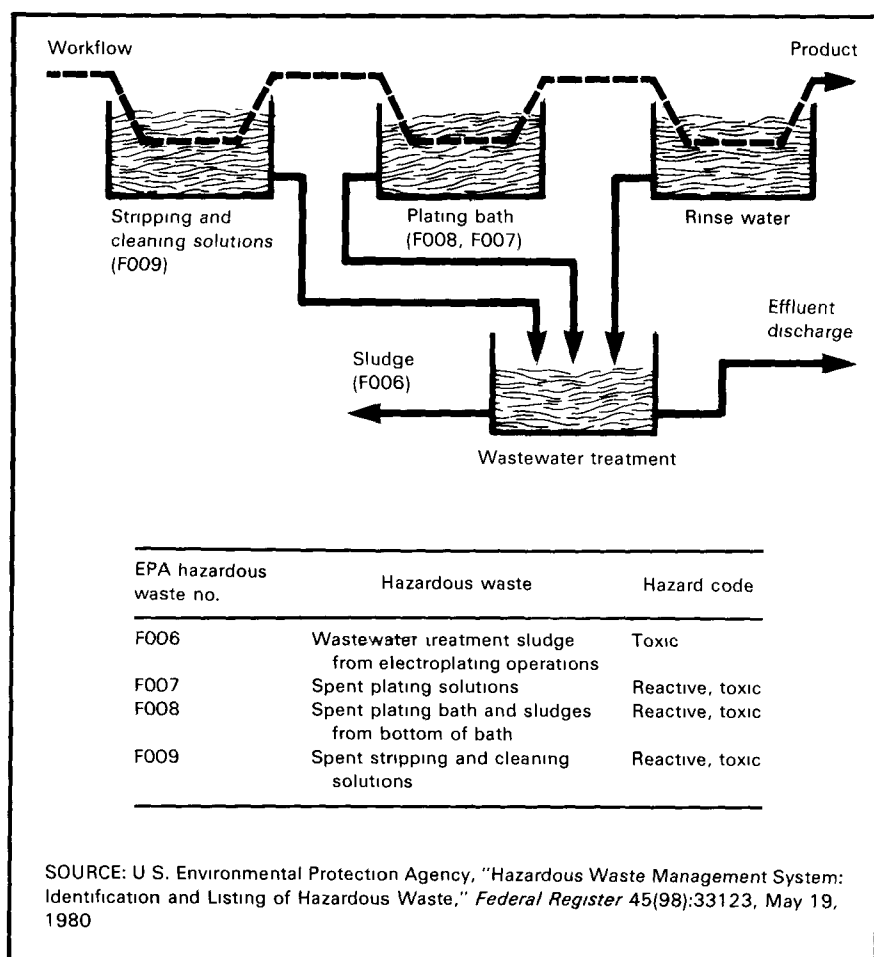 Workflow
Product
Stripping and
cleaning solutions
(F009)
Plating bath
(F008, F007)
Rinse water
Effluent
discharge
Sludge
(F006)
Wastewater treatment
EPA hazardous
waste no.
Hazardous waste
Hazard code
F006
Wastewater treatment sludge
from electroplating operations
Toxic
F007
Spent plating solutions
Reactive, toxic
F008
Spent plating bath and sludges
from bottom of bath
Reactive, toxic
F009
Spent stripping and cleaning
solutions
Reactive, toxic
SOURCE: U S. Environmental Protection Agency, "Hazardous Waste Management System:
Identification and Listing of Hazardous Waste," Federal Register 45(98):33123, May 19,
1980